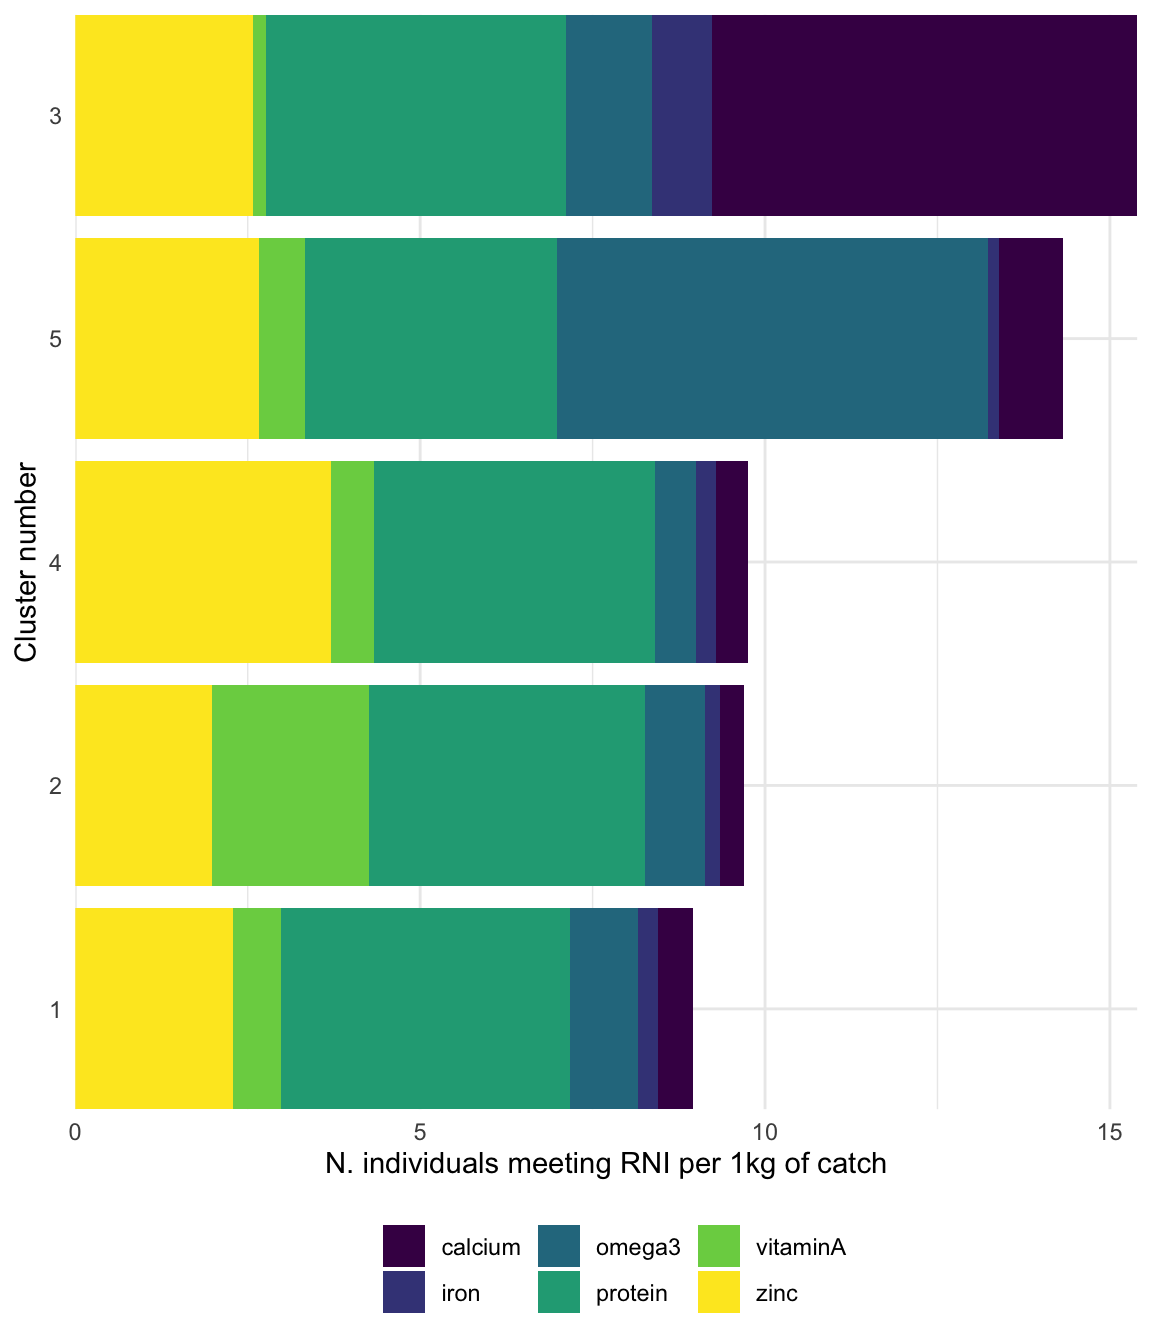 3
5
4
2
1
Cluster number
0 5 10 15
N. individuals meeting RNI per 1kg of catch
calcium omega3 vitaminA
iron protein zinc